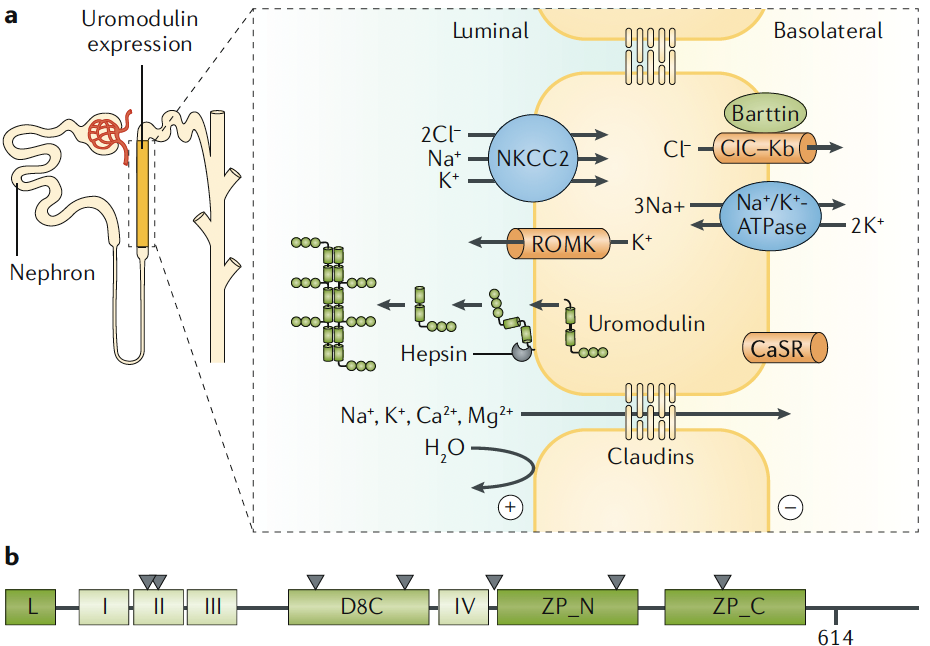 a
Uromodulin
expression
Nephron
Luminal
Basolateral
2Cl⁻
Na⁺
K⁺
NKCC2
Barttin
Cl⁻
ClC–Kb
3Na+
Na⁺/K⁺-
ATPase
2K⁺
ROMK
K⁺
Uromodulin
Hepsin
CaSR
Na⁺, K⁺, Ca²⁺, Mg²⁺
H₂O
Claudins
+
−
b
L
I
II
III
D8C
IV
ZP_N
ZP_C
614